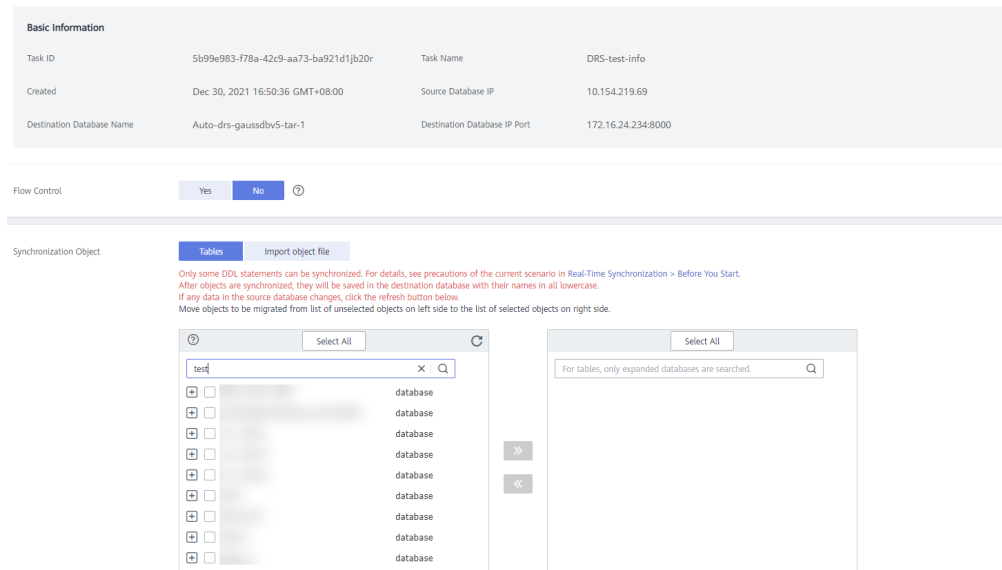 Basic Information
Task ID 5b99e983-f78a-42c9-aa73-ba921d1jb20r Task Name DRS-test-info
Created Dec 30, 2021 16:50:36 GMT+08:00 Source Database IP 10.154.219.69
Destination Database Name Auto-drs-gaussdbv5-tar-1 Destination Database IP Port 172.16.24.234:8000
Flow Control Yes No
Synchronization Object Tables Import object file
Only some DDL statements can be synchronized. For details, see precautions of the current scenario in Real-Time Synchronization > Before You Start.
After objects are synchronized, they will be saved in the destination database with their names in all lowercase.
If any data in the source database changes, click the refresh button below.
Move objects to be migrated from list of unselected objects on left side to the list of selected objects on right side.
Select All Select All
test For tables, only expanded databases are searched.
database
database
database
database
database
database
database
database
database